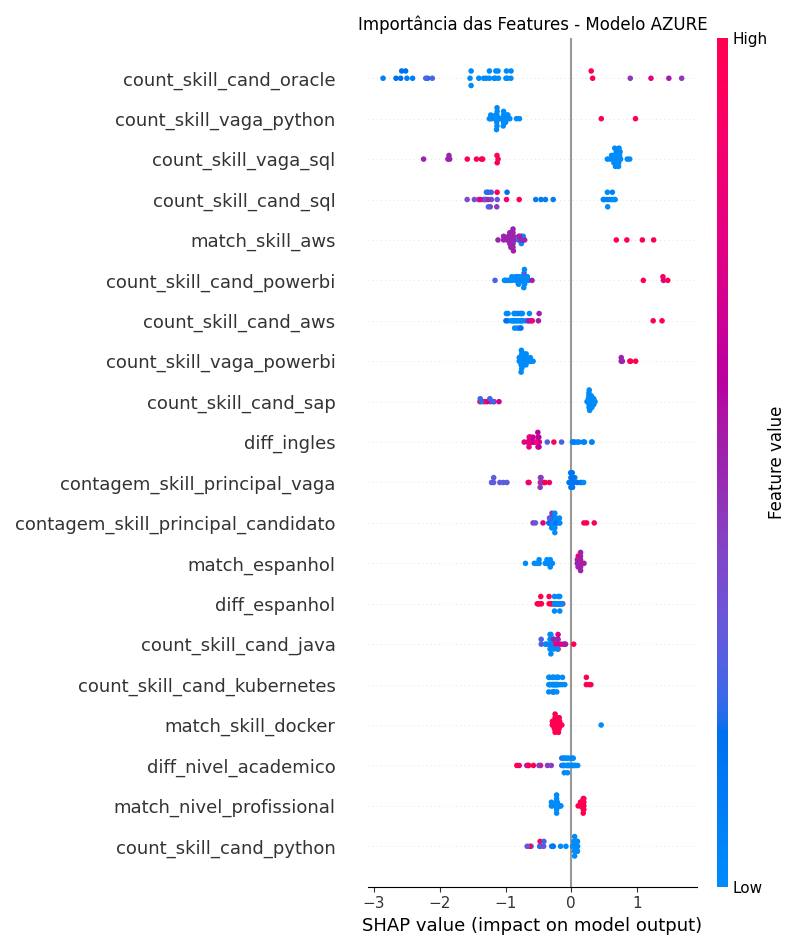 Importância das Features - Modelo AZURE
High
count_skill_cand_oracle
count_skill_vaga_python
count_skill_vaga_sql
count_skill_cand_sql
match_skill_aws
count_skill_cand_powerbi
count_skill_cand_aws
count_skill_vaga_powerbi
count_skill_cand_sap
diff_ingles
contagem_skill_principal_vaga
contagem_skill_principal_candidato
match_espanhol
diff_espanhol
count_skill_cand_java
count_skill_cand_kubernetes
match_skill_docker
diff_nivel_academico
match_nivel_profissional
count_skill_cand_python
Feature value
Low
−3 −2 −1 0 1
SHAP value (impact on model output)